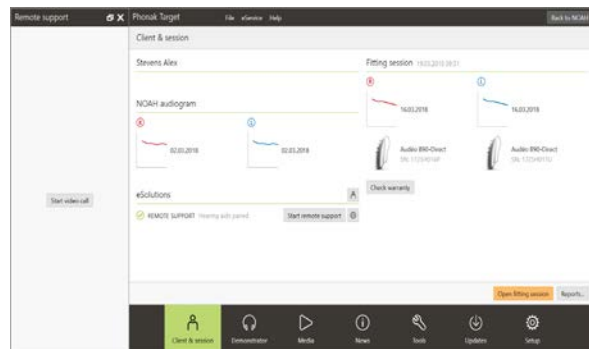 Remote support
Phonak Target
File eService Help
Back to NOAH
Client & session
Stevens Alex
Fitting session
R
L
16.03.2018
16.03.2018
NOAH audiogram
R
L
02.03.2018
02.03.2018
Audéo B90-Direct
Audéo B90-Direct
Check warranty
eSolutions
REMOTE SUPPORT Hearing aids paired
Start remote support
Start video call
Open fitting session
Reports...
Client & session
Demonstrator
Media
News
Tools
Updates
Setup